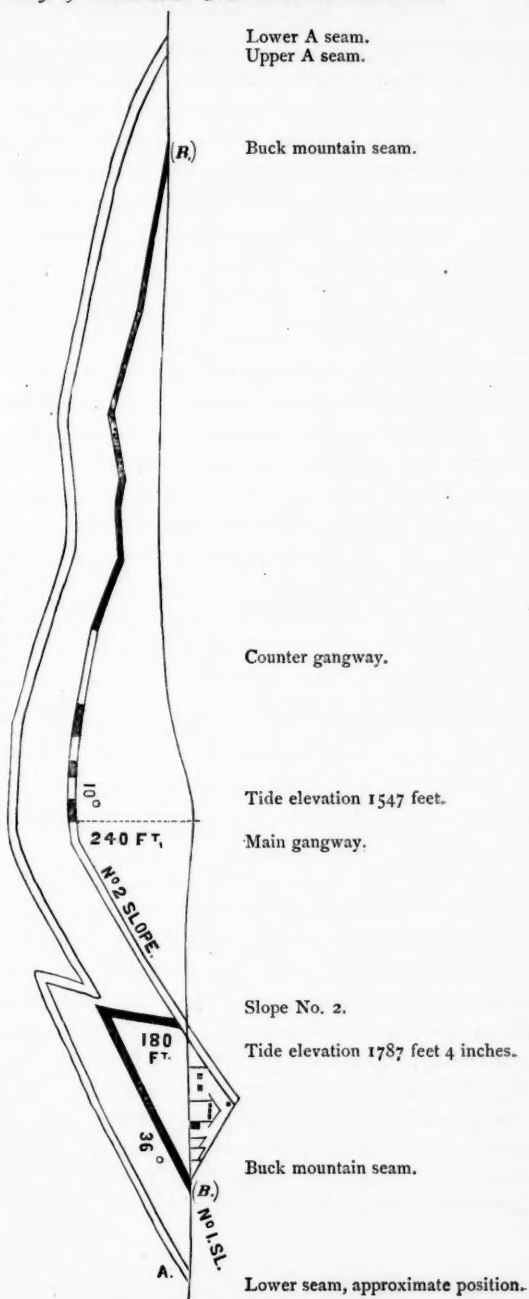 Lower A seam.
Upper A seam.
(B.)
Buck mountain seam.
Counter gangway.
10°
Tide elevation 1547 feet.
240 FT.
Main gangway.
No 2 SLOPE.
Slope No. 2.
180
FT.
Tide elevation 1787 feet 4 inches.
36°
Buck mountain seam.
(B.)
No 1. SL.
A.
Lower seam, approximate position.